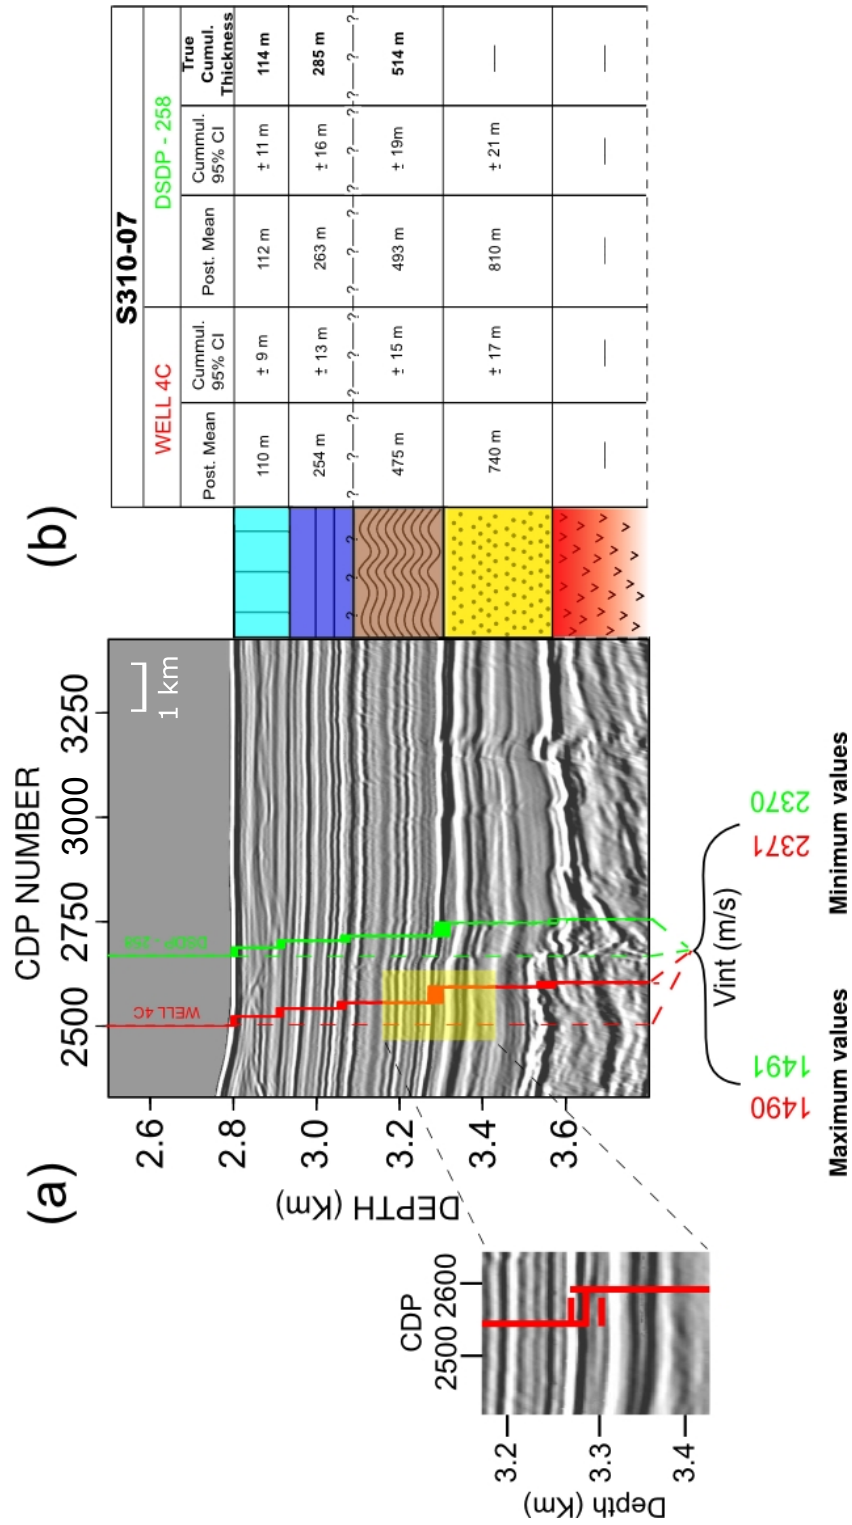 (a)
CDP NUMBER
2500 2750 3000 3250
1 km
WELL 4C
DSDP - 258
DEPTH (Km)
2.6
2.8
3.0
3.2
3.4
3.6
CDP
2500 2600
Depth (Km)
3.2
3.3
3.4
Vint (m/s)
1490 1491
2371 2370
Maximum values
Minimum values
(b)
S310-07
WELL 4C
DSDP - 258
Post. Mean
Cummul.
95% CI
Post. Mean
Cummul.
95% CI
True
Cumul.
Thickness
110 m ± 9 m 112 m ± 11 m 114 m
254 m ± 13 m 263 m ± 16 m 285 m
? ? ? ? ? ? ? ? ? ? ? ? ?
475 m ± 15 m 493 m ± 19m 514 m
740 m ± 17 m 810 m ± 21 m —
— — — — —